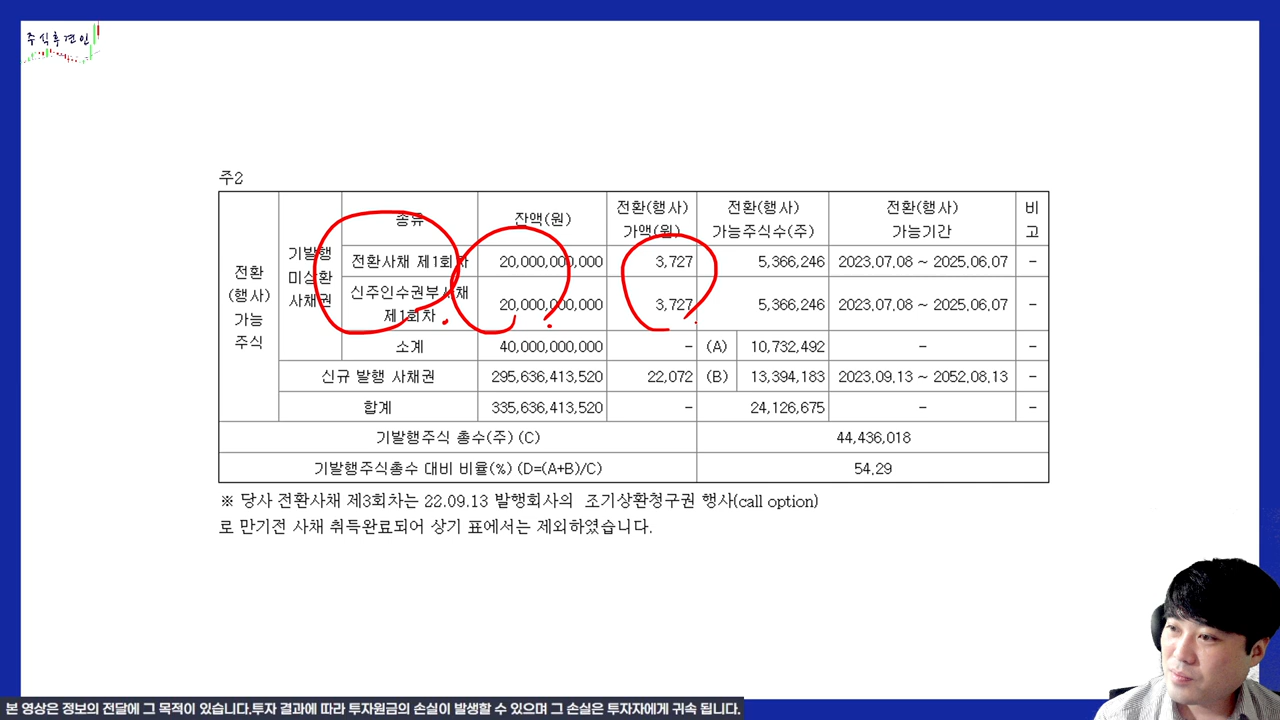 주식후견인
주2
종류 잔액(원) 전환(행사) 가액(원) 전환(행사) 가능주식수(주) 전환(행사) 가능기간 비고
전환 (행사) 가능 주식
기발행 미상환 사채권
전환사채 제1회차 20,000,000,000 3,727 5,366,246 2023.07.08 ~ 2025.06.07 -
신주인수권부사채 제1회차 20,000,000,000 3,727 5,366,246 2023.07.08 ~ 2025.06.07 -
소계 40,000,000,000 - (A) 10,732,492 - -
신규 발행 사채권 295,636,413,520 22,072 (B) 13,394,183 2023.09.13 ~ 2052.08.13 -
합계 335,636,413,520 - 24,126,675 - -
기발행주식 총수(주) (C) 44,436,018
기발행주식총수 대비 비율(%) (D=(A+B)/C) 54.29
※ 당사 전환사채 제3회차는 22.09.13 발행회사의 조기상환청구권 행사(call option)
로 만기전 사채 취득완료되어 상기 표에서는 제외하였습니다.
본 영상은 정보의 전달에 그 목적이 있습니다.투자 결과에 따라 투자원금의 손실이 발생할 수 있으며 그 손실은 투자자에게 귀속 됩니다.